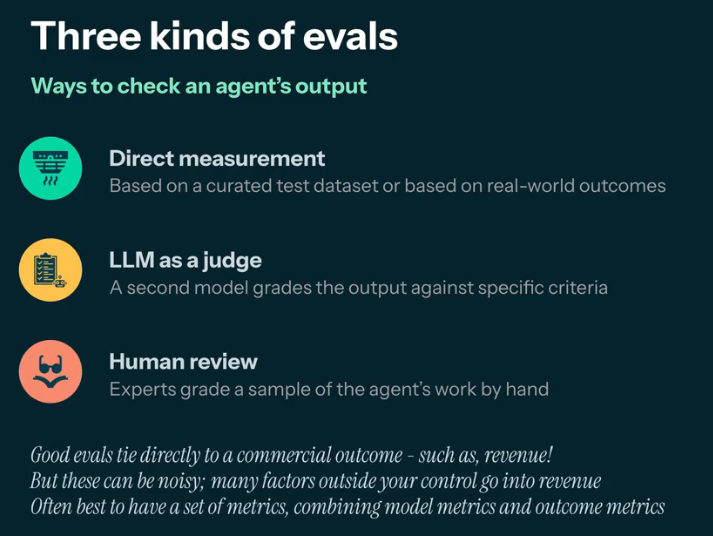 Three kinds of evals
Ways to check an agent's output
Direct measurement
Based on a curated test dataset or based on real-world outcomes
LLM as a judge
A second model grades the output against specific criteria
Human review
Experts grade a sample of the agent's work by hand
Good evals tie directly to a commercial outcome - such as, revenue!
But these can be noisy; many factors outside your control go into revenue
Often best to have a set of metrics, combining model metrics and outcome metrics